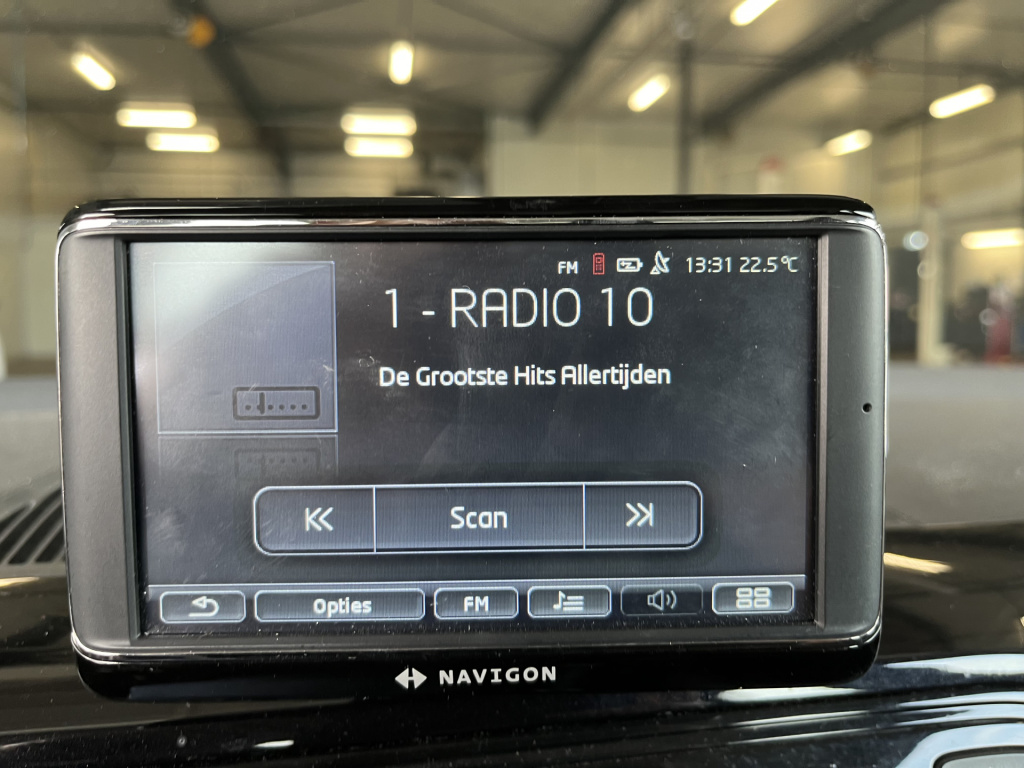 FM 13:31 22.5°C
1 - RADIO 10
De Grootste Hits Allertijden
Scan
Opties FM
NAVIGON